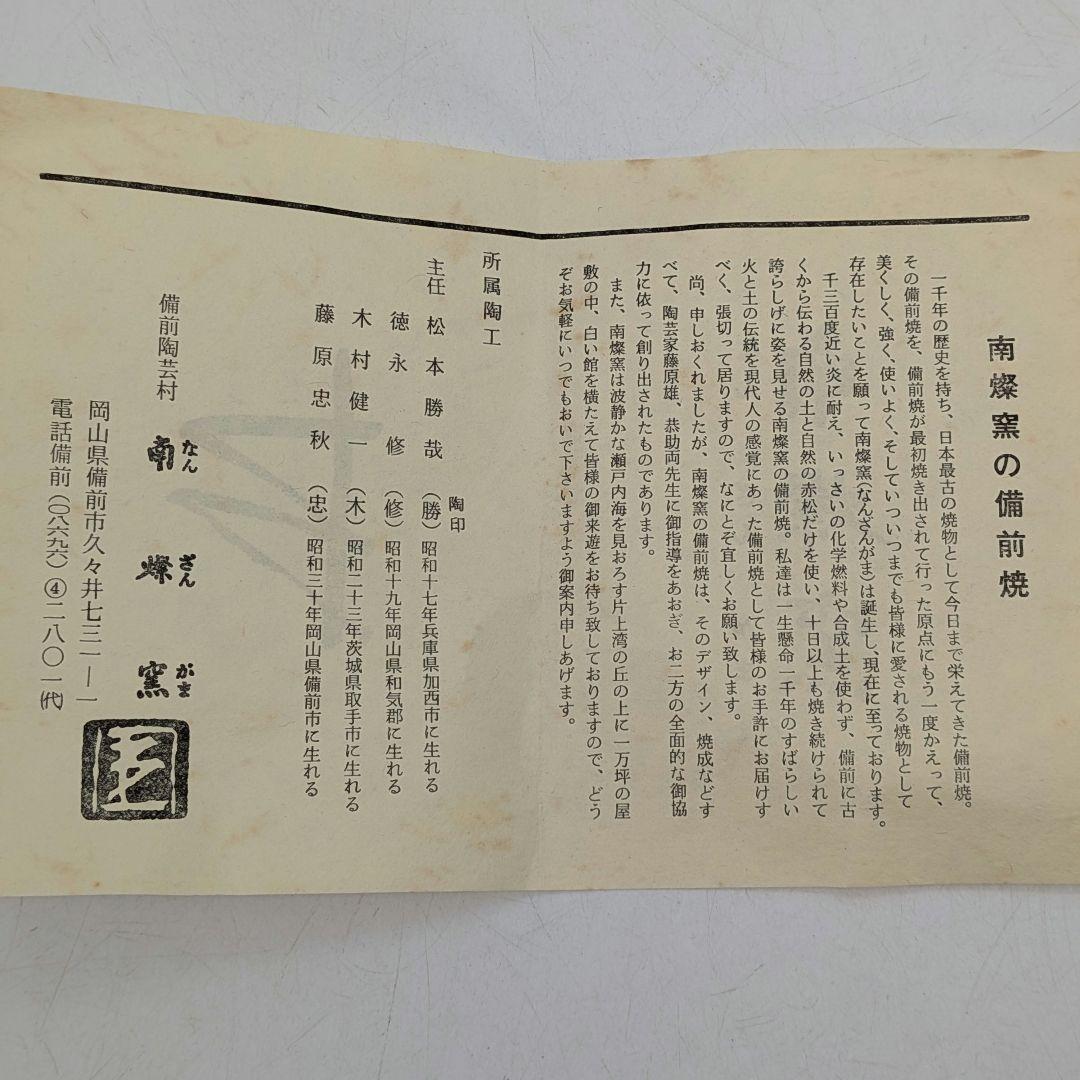 南燦窯の備前焼
一千年の歴史を持ち、日本最古の焼物として今日まで栄えてきた備前焼。
その備前焼を、備前焼が最初焼き出されて行った原点にもう一度かえって、
美くしく、強く、使いよく、そしていついつまでも皆様に愛される焼物として
存在したいことを願って南燦窯(なんざんがま)は誕生し、現在に至っております。
千三百度近い炎に耐え、いっさいの化学燃料や合成土を使わず、備前に古
くから伝わる自然の土と自然の赤松だけを使い、十日以上も焼き続けられて
誇らしげに姿を見せる南燦窯の備前焼。私達は一生懸命一千年のすばらしい
火と土の伝統を現代人の感覚にあった備前焼として皆様のお手許にお届けす
べく、張切って居りますので、なにとぞ宜しくお願い致します。
尚、申しおくれましたが、南燦窯の備前焼は、そのデザイン、焼成などす
べて、陶芸家藤原雄、恭助両先生に御指導をあおぎ、お二方の全面的な御協
力に依って創り出されたものであります。
また、南燦窯は波静かな瀬戸内海を見おろす片上湾の丘の上に一万坪の屋
敷の中、白い館を横たえて皆様の御来遊をお待ち致しておりますので、どう
ぞお気軽にいつでもおいで下さいますよう御案内申しあげます。
所属陶工
陶印
主任 松本勝哉 (勝) 昭和十七年兵庫県加西市に生れる
徳永 修 (修) 昭和十九年岡山県和気郡に生れる
木村健一 (木) 昭和二十三年茨城県取手市に生れる
藤原忠秋 (忠) 昭和三十年岡山県備前市に生れる
備前陶芸村 南燦窯
なん ざん がま
岡山県備前市久々井七三一―一
電話備前(〇八六九六)④二八〇一(代)